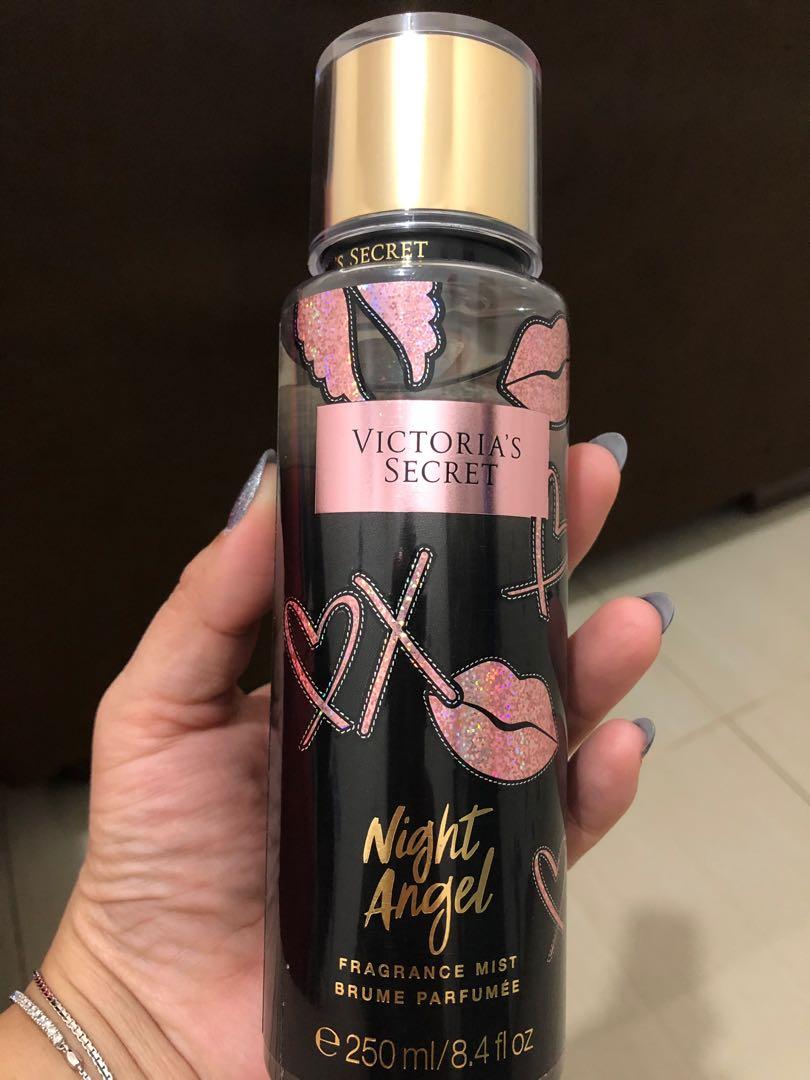 'S SECRET
VICTORIA'S
SECRET
Night
Angel
FRAGRANCE MIST
BRUME PARFUMÉE
e 250 ml/8.4 fl oz